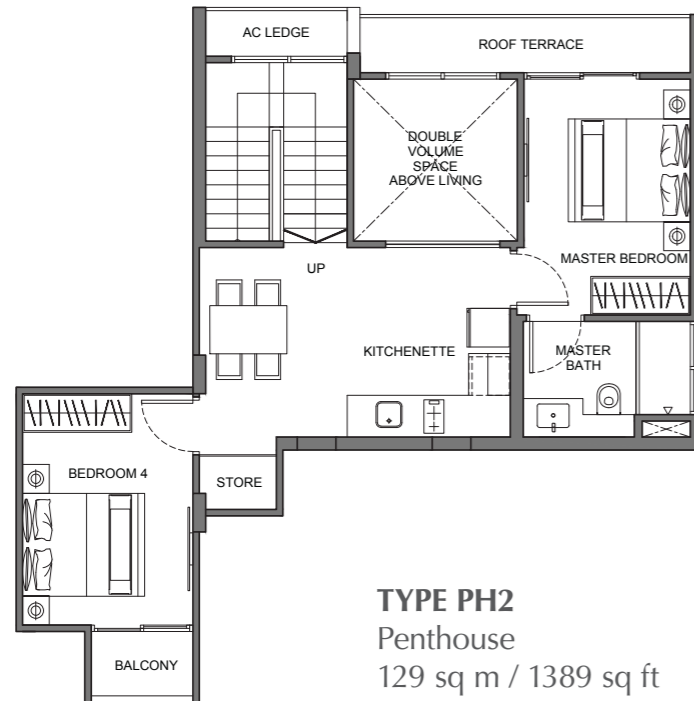 AC LEDGE
ROOF TERRACE
DOUBLE
VOLUME
SPACE
ABOVE LIVING
MASTER BEDROOM
UP
KITCHENETTE
MASTER
BATH
BEDROOM 4
STORE
BALCONY
TYPE PH2
Penthouse
129 sq m / 1389 sq ft